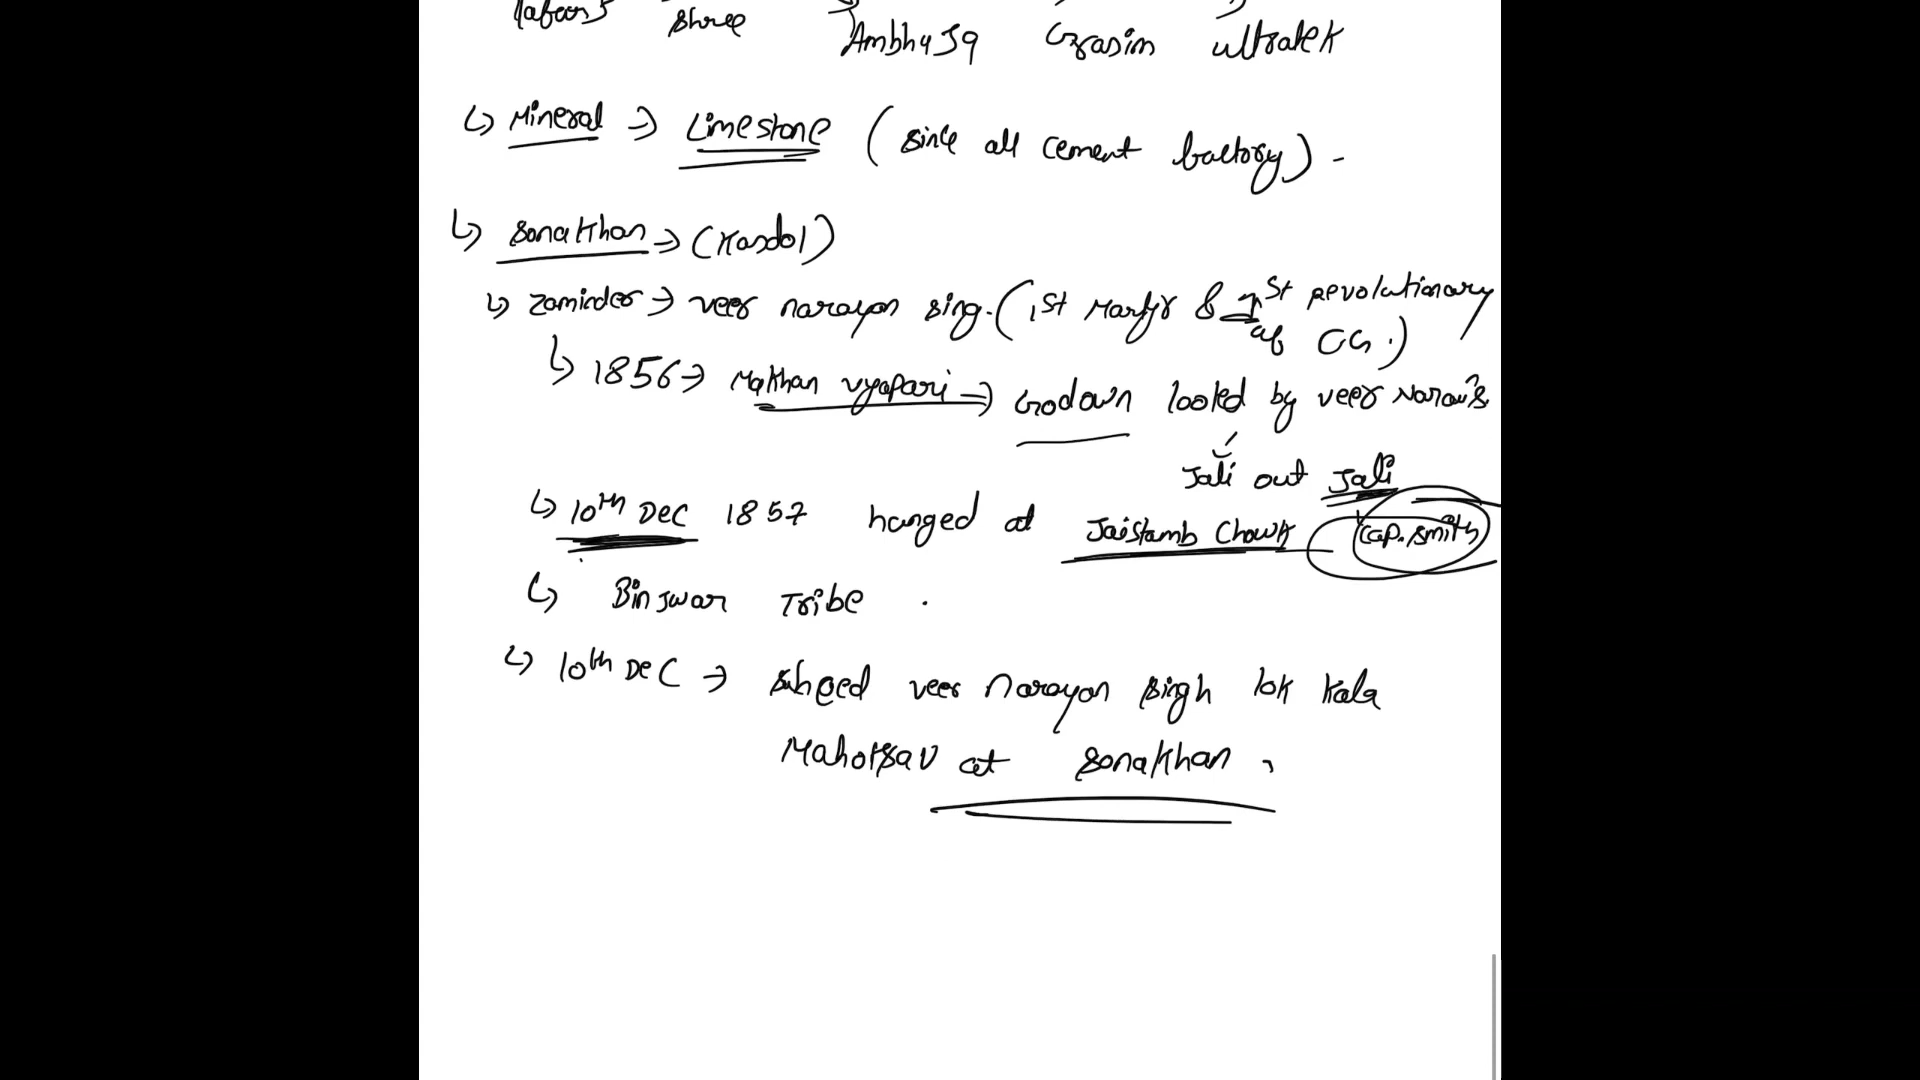 Shree Ambhuja Grasim ultratek
↳ Mineral ⇒ Limestone (Since all cement factory) -
↳ Sonakhan ⇒ (Kasdol)
↳ Zamindar → veer narayan sing. (1st Martyr & 1st revolutionary of CG.)
↳ 1856 ⇒ Makhan vyapari ⇒ Godown looted by veer Narayan
Jail out Jail
↳ 10th Dec 1857 hanged at Jaistamb Chowk Cap. Smith
↳ Binjwar Tribe .
↳ 10th Dec → Saheed veer Narayan Singh lok kala
Mahotsav at Sonakhan